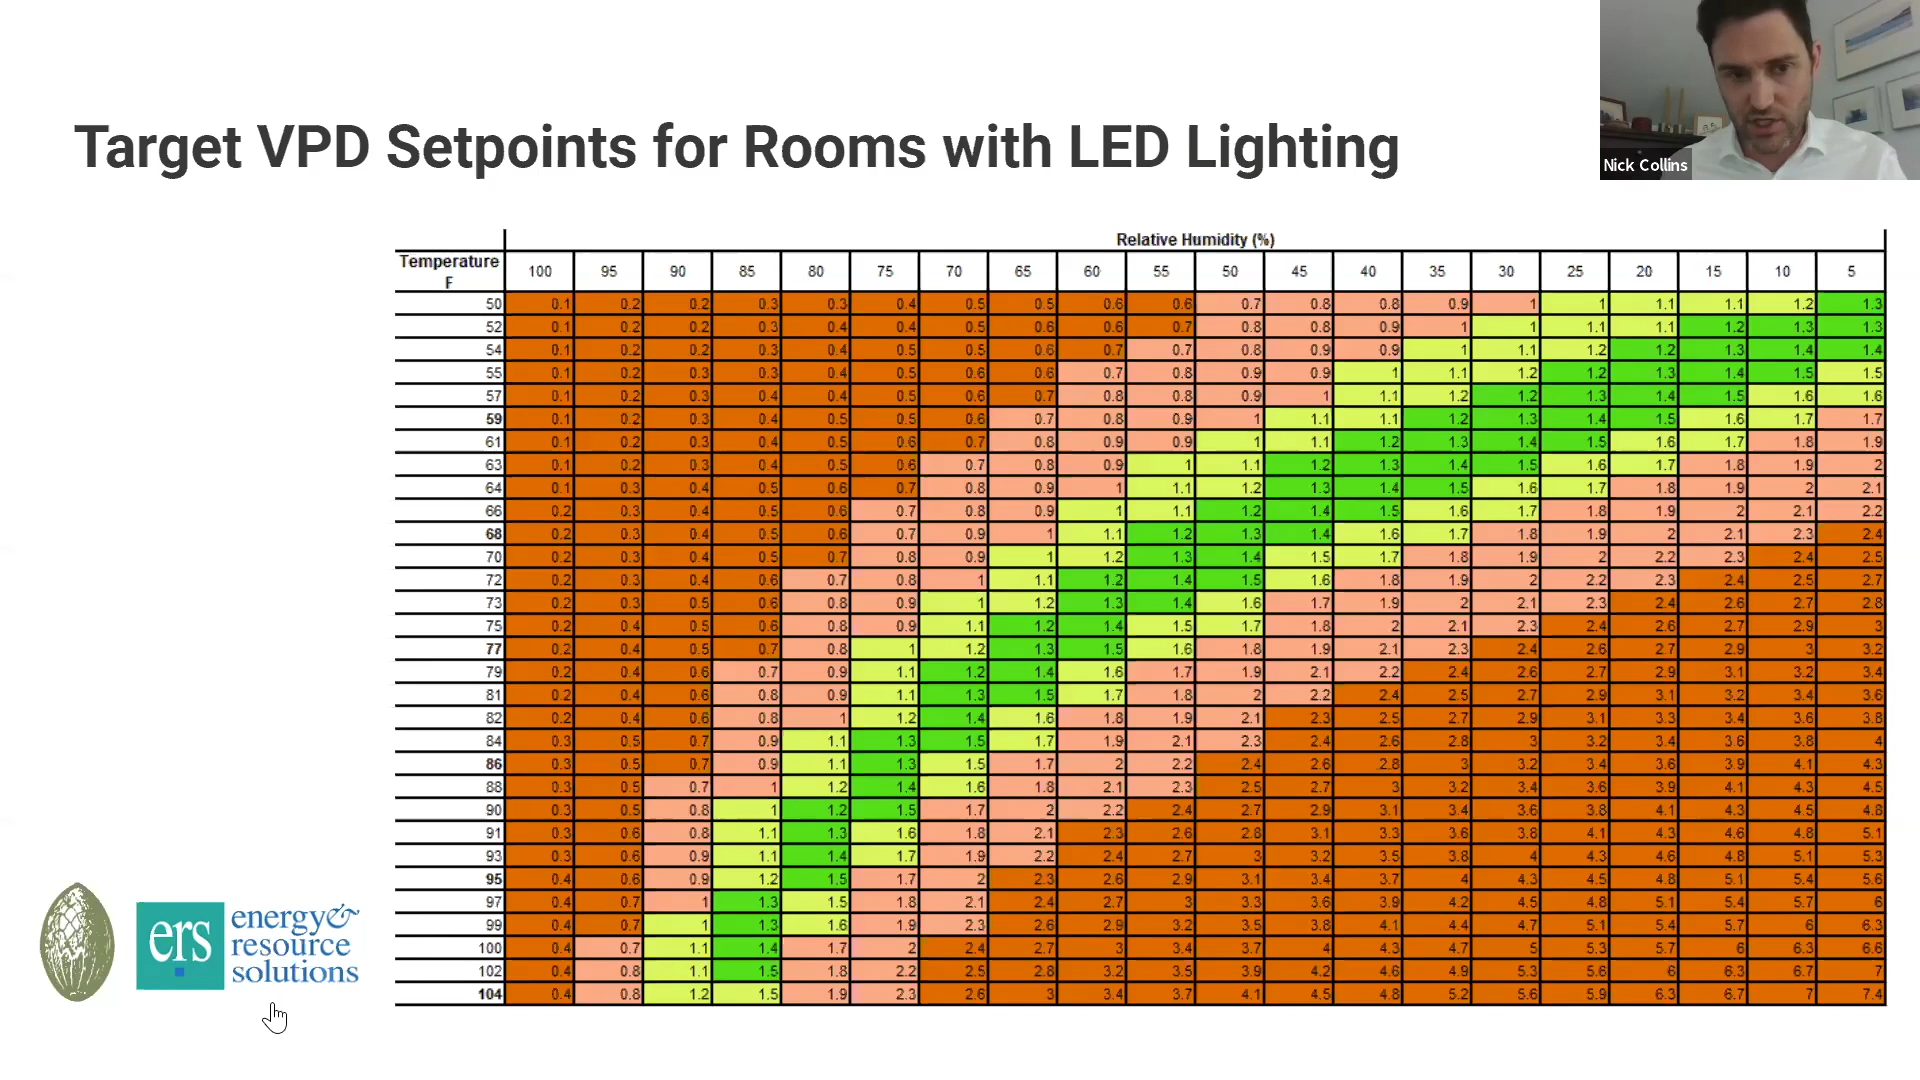 Target VPD Setpoints for Rooms with LED Lighting
Nick Collins
Relative Humidity (%)
Temperature F 100 95 90 85 80 75 70 65 60 55 50 45 40 35 30 25 20 15 10 5
50 0.1 0.2 0.2 0.3 0.3 0.4 0.5 0.5 0.6 0.6 0.7 0.8 0.8 0.9 1 1 1.1 1.1 1.2 1.3
52 0.1 0.2 0.2 0.3 0.4 0.4 0.5 0.6 0.6 0.7 0.8 0.8 0.9 1 1 1.1 1.1 1.2 1.3 1.3
54 0.1 0.2 0.2 0.3 0.4 0.5 0.5 0.6 0.7 0.7 0.8 0.9 0.9 1 1.1 1.2 1.2 1.3 1.4 1.4
55 0.1 0.2 0.3 0.3 0.4 0.5 0.6 0.6 0.7 0.8 0.9 0.9 1 1.1 1.2 1.2 1.3 1.4 1.5 1.5
57 0.1 0.2 0.3 0.4 0.4 0.5 0.6 0.7 0.8 0.8 0.9 1 1.1 1.2 1.2 1.3 1.4 1.5 1.6 1.6
59 0.1 0.2 0.3 0.4 0.5 0.5 0.6 0.7 0.8 0.9 1 1.1 1.1 1.2 1.3 1.4 1.5 1.6 1.7 1.7
61 0.1 0.2 0.3 0.4 0.5 0.6 0.7 0.8 0.9 0.9 1 1.1 1.2 1.3 1.4 1.5 1.6 1.7 1.8 1.9
63 0.1 0.2 0.3 0.4 0.5 0.6 0.7 0.8 0.9 1 1.1 1.2 1.3 1.4 1.5 1.6 1.7 1.8 1.9 2
64 0.1 0.3 0.4 0.5 0.6 0.7 0.8 0.9 1 1.1 1.2 1.3 1.4 1.5 1.6 1.7 1.8 1.9 2 2.1
66 0.2 0.3 0.4 0.5 0.6 0.7 0.8 0.9 1 1.1 1.2 1.4 1.5 1.6 1.7 1.8 1.9 2 2.1 2.2
68 0.2 0.3 0.4 0.5 0.6 0.7 0.9 1 1.1 1.2 1.3 1.4 1.6 1.7 1.8 1.9 2 2.1 2.3 2.4
70 0.2 0.3 0.4 0.5 0.7 0.8 0.9 1 1.2 1.3 1.4 1.5 1.7 1.8 1.9 2 2.2 2.3 2.4 2.5
72 0.2 0.3 0.4 0.6 0.7 0.8 1 1.1 1.2 1.4 1.5 1.6 1.8 1.9 2 2.2 2.3 2.4 2.5 2.7
73 0.2 0.3 0.5 0.6 0.8 0.9 1 1.2 1.3 1.4 1.6 1.7 1.9 2 2.1 2.3 2.4 2.6 2.7 2.8
75 0.2 0.4 0.5 0.6 0.8 0.9 1.1 1.2 1.4 1.5 1.7 1.8 2 2.1 2.3 2.4 2.6 2.7 2.9 3
77 0.2 0.4 0.5 0.7 0.8 1 1.2 1.3 1.5 1.6 1.8 1.9 2.1 2.3 2.4 2.6 2.7 2.9 3 3.2
79 0.2 0.4 0.6 0.7 0.9 1.1 1.2 1.4 1.6 1.7 1.9 2.1 2.2 2.4 2.6 2.7 2.9 3.1 3.2 3.4
81 0.2 0.4 0.6 0.8 0.9 1.1 1.3 1.5 1.7 1.8 2 2.2 2.4 2.5 2.7 2.9 3.1 3.2 3.4 3.6
82 0.2 0.4 0.6 0.8 1 1.2 1.4 1.6 1.8 1.9 2.1 2.3 2.5 2.7 2.9 3.1 3.3 3.4 3.6 3.8
84 0.3 0.5 0.7 0.9 1.1 1.3 1.5 1.7 1.9 2.1 2.3 2.4 2.6 2.8 3 3.2 3.4 3.6 3.8 4
86 0.3 0.5 0.7 0.9 1.1 1.3 1.5 1.7 2 2.2 2.4 2.6 2.8 3 3.2 3.4 3.6 3.9 4.1 4.3
88 0.3 0.5 0.7 1 1.2 1.4 1.6 1.8 2.1 2.3 2.5 2.7 3 3.2 3.4 3.6 3.9 4.1 4.3 4.5
90 0.3 0.5 0.8 1 1.2 1.5 1.7 2 2.2 2.4 2.7 2.9 3.1 3.4 3.6 3.8 4.1 4.3 4.5 4.8
91 0.3 0.6 0.8 1.1 1.3 1.6 1.8 2.1 2.3 2.6 2.8 3.1 3.3 3.6 3.8 4.1 4.3 4.6 4.8 5.1
93 0.3 0.6 0.9 1.1 1.4 1.7 1.9 2.2 2.4 2.7 3 3.2 3.5 3.8 4 4.3 4.6 4.8 5.1 5.3
95 0.4 0.6 0.9 1.2 1.5 1.7 2 2.3 2.6 2.9 3.1 3.4 3.7 4 4.3 4.5 4.8 5.1 5.4 5.6
97 0.4 0.7 1 1.3 1.5 1.8 2.1 2.4 2.7 3 3.3 3.6 3.9 4.2 4.5 4.8 5.1 5.4 5.7 6
99 0.4 0.7 1 1.3 1.6 1.9 2.3 2.6 2.9 3.2 3.5 3.8 4.1 4.4 4.7 5.1 5.4 5.7 6 6.3
100 0.4 0.7 1.1 1.4 1.7 2 2.4 2.7 3 3.4 3.7 4 4.3 4.7 5 5.3 5.7 6 6.3 6.6
102 0.4 0.8 1.1 1.5 1.8 2.2 2.5 2.8 3.2 3.5 3.9 4.2 4.6 4.9 5.3 5.6 6 6.3 6.7 7
104 0.4 0.8 1.2 1.5 1.9 2.3 2.6 3 3.4 3.7 4.1 4.5 4.8 5.2 5.6 5.9 6.3 6.7 7 7.4
ers energy &
resource
solutions